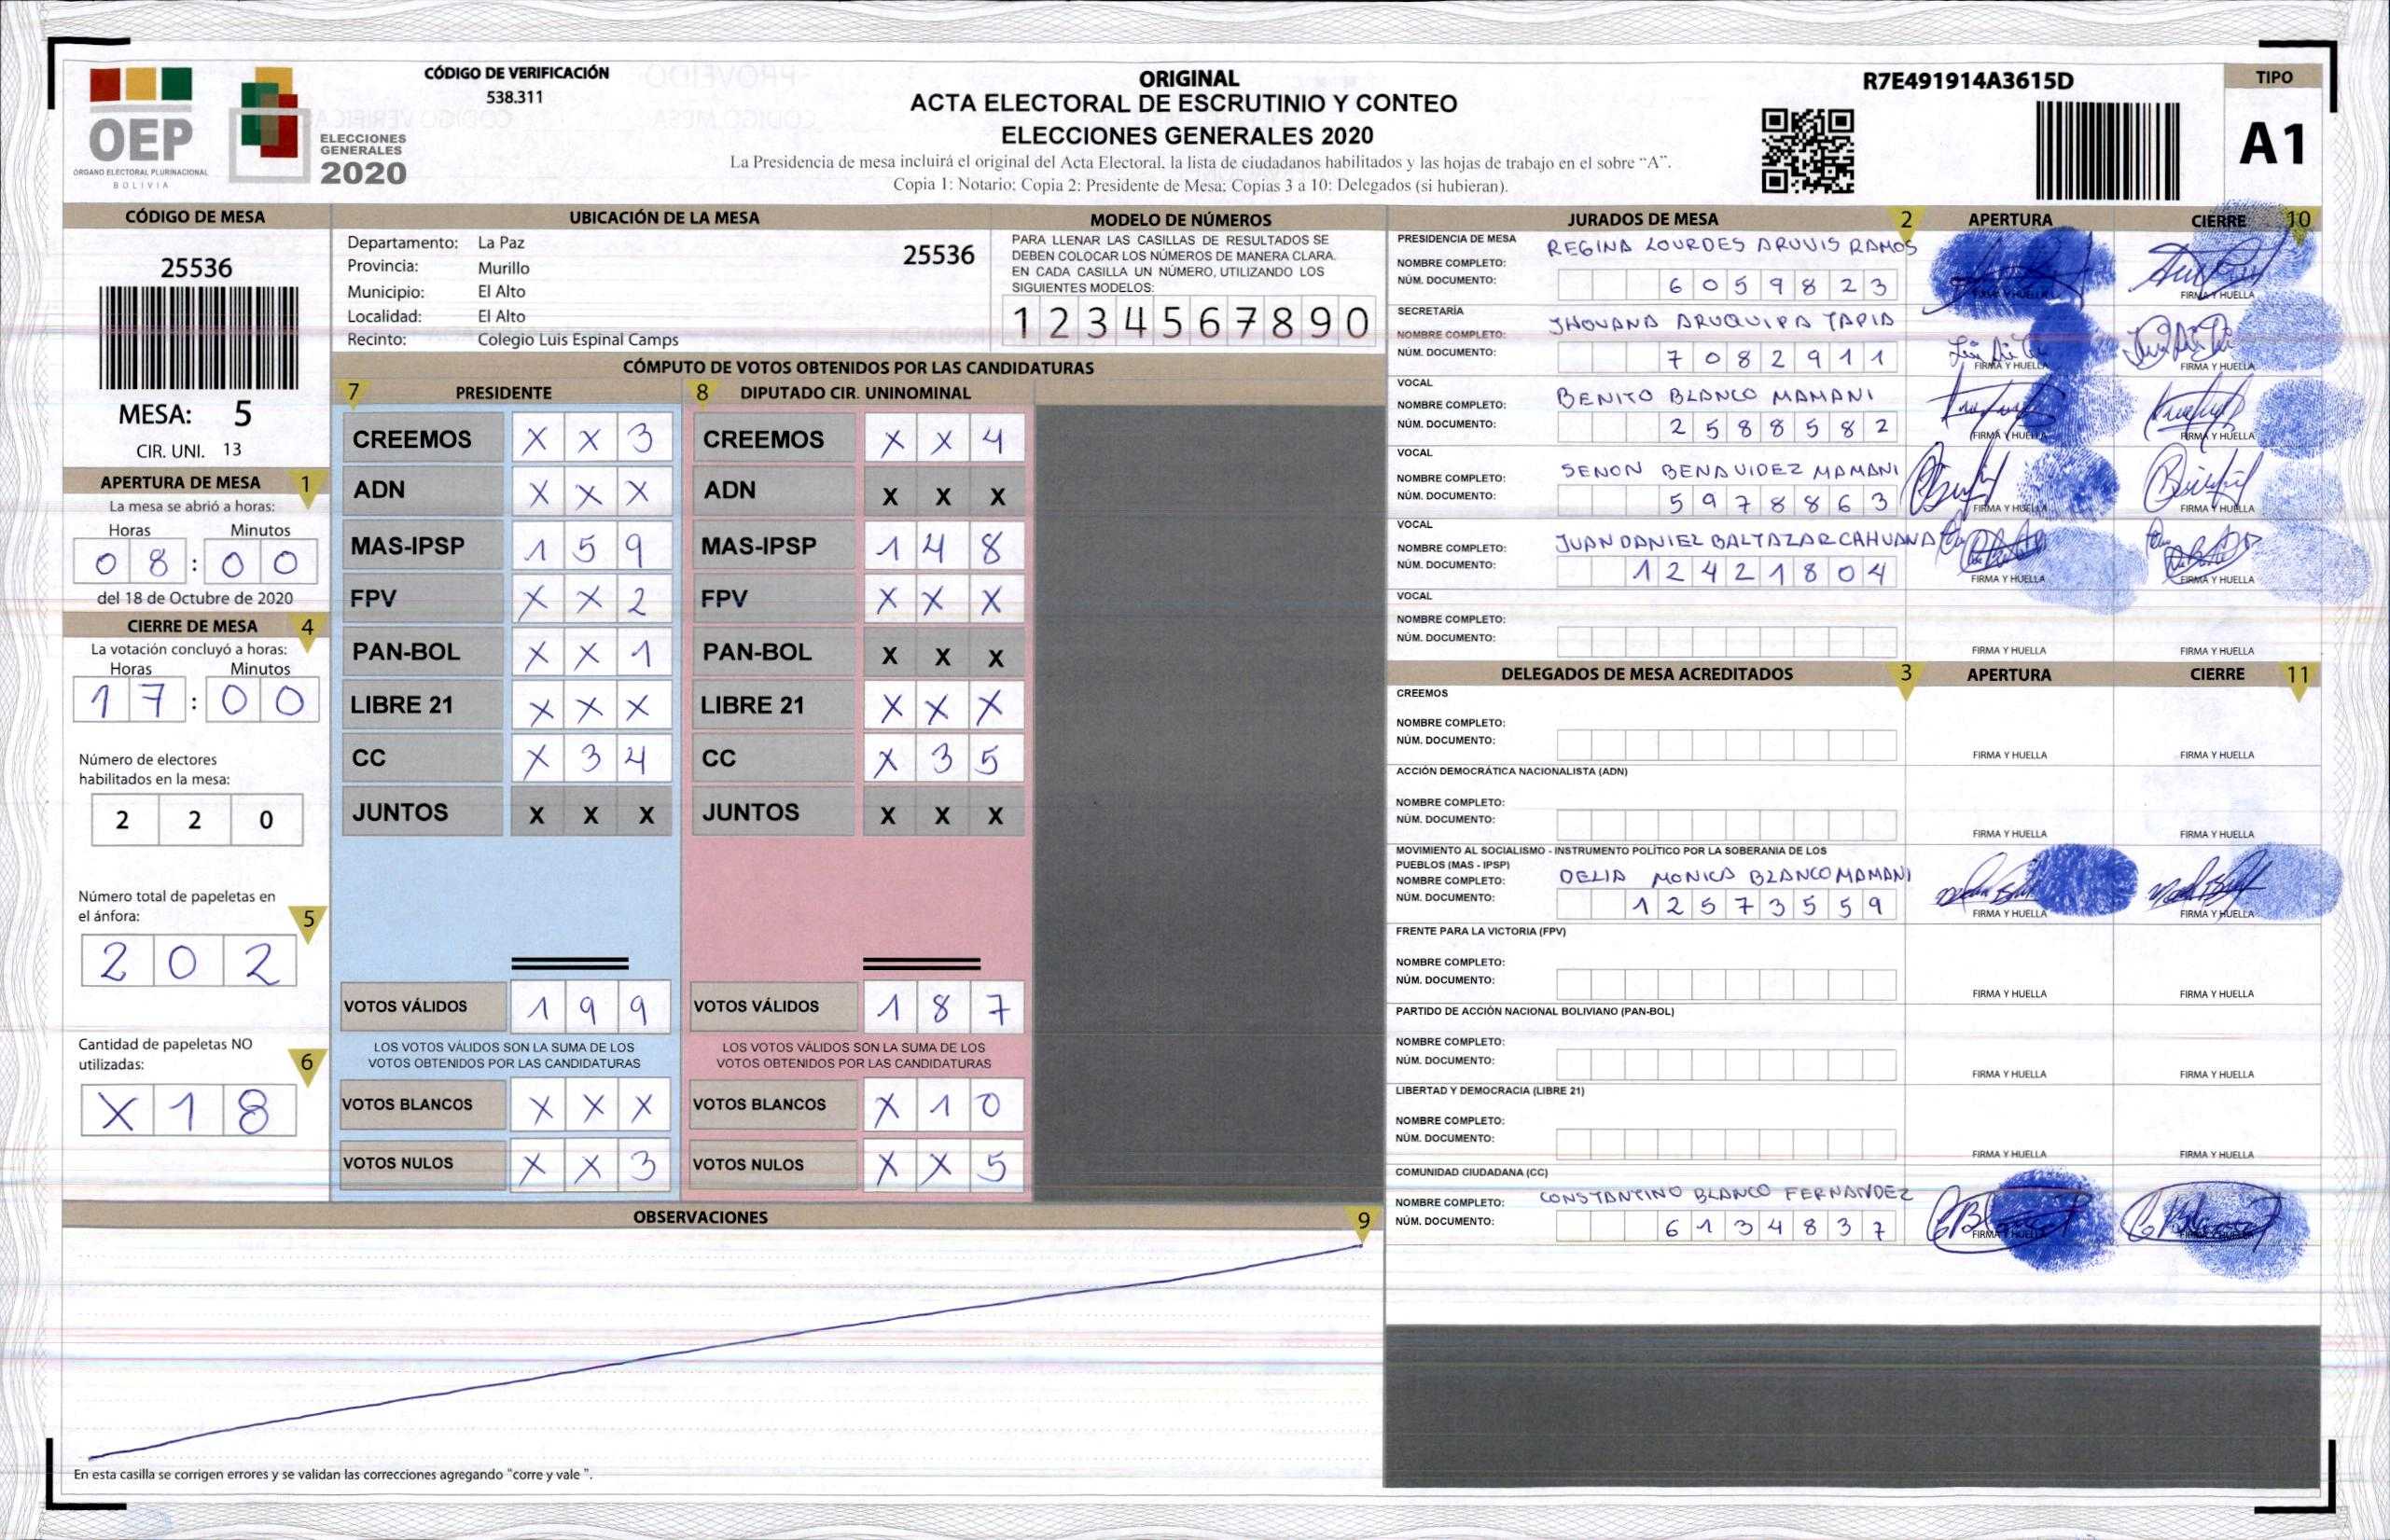 OEP
ÓRGANO ELECTORAL PLURINACIONAL
BOLIVIA
ELECCIONES
GENERALES
2020
CÓDIGO DE VERIFICACIÓN
538.311
ORIGINAL
ACTA ELECTORAL DE ESCRUTINIO Y CONTEO
ELECCIONES GENERALES 2020
La Presidencia de mesa incluirá el original del Acta Electoral, la lista de ciudadanos habilitados y las hojas de trabajo en el sobre “A”.
Copia 1: Notario; Copia 2: Presidente de Mesa; Copias 3 a 10: Delegados (si hubieran).
R7E491914A3615D
TIPO
A1
CÓDIGO DE MESA
25536
MESA: 5
CIR. UNI. 13
APERTURA DE MESA 1
La mesa se abrió a horas:
Horas Minutos
0 8 : 0 0
del 18 de Octubre de 2020
CIERRE DE MESA 4
La votación concluyó a horas:
Horas Minutos
1 7 : 0 0
Número de electores
habilitados en la mesa:
2 2 0
Número total de papeletas en
el ánfora: 5
2 0 2
Cantidad de papeletas NO
utilizadas: 6
X 1 8
UBICACIÓN DE LA MESA
Departamento: La Paz 25536
Provincia: Murillo
Municipio: El Alto
Localidad: El Alto
Recinto: Colegio Luis Espinal Camps
MODELO DE NÚMEROS
PARA LLENAR LAS CASILLAS DE RESULTADOS SE
DEBEN COLOCAR LOS NÚMEROS DE MANERA CLARA.
EN CADA CASILLA UN NÚMERO, UTILIZANDO LOS
SIGUIENTES MODELOS:
1 2 3 4 5 6 7 8 9 0
CÓMPUTO DE VOTOS OBTENIDOS POR LAS CANDIDATURAS
7 PRESIDENTE
CREEMOS X X 3
ADN X X X
MAS-IPSP 1 5 9
FPV X X 2
PAN-BOL X X 1
LIBRE 21 X X X
CC X 3 4
JUNTOS X X X
VOTOS VÁLIDOS 1 9 9
LOS VOTOS VÁLIDOS SON LA SUMA DE LOS
VOTOS OBTENIDOS POR LAS CANDIDATURAS
VOTOS BLANCOS X X X
VOTOS NULOS X X 3
8 DIPUTADO CIR. UNINOMINAL
CREEMOS X X 4
ADN X X X
MAS-IPSP 1 4 8
FPV X X X
PAN-BOL X X X
LIBRE 21 X X X
CC X 3 5
JUNTOS X X X
VOTOS VÁLIDOS 1 8 7
LOS VOTOS VÁLIDOS SON LA SUMA DE LOS
VOTOS OBTENIDOS POR LAS CANDIDATURAS
VOTOS BLANCOS X 1 0
VOTOS NULOS X X 5
OBSERVACIONES 9
En esta casilla se corrigen errores y se validan las correcciones agregando "corre y vale ".
JURADOS DE MESA 2 APERTURA CIERRE 10
PRESIDENCIA DE MESA
NOMBRE COMPLETO: REGINA LOURDES ARUVIS RAMOS
NÚM. DOCUMENTO: 6 0 5 9 8 2 3
FIRMA Y HUELLA FIRMA Y HUELLA
SECRETARÍA
NOMBRE COMPLETO: JHOVANA ARUQUIPA TAPIA
NÚM. DOCUMENTO: 7 0 8 2 9 1 1
FIRMA Y HUELLA FIRMA Y HUELLA
VOCAL
NOMBRE COMPLETO: BENITO BLANCO MAMANI
NÚM. DOCUMENTO: 2 5 8 8 5 8 2
FIRMA Y HUELLA FIRMA Y HUELLA
VOCAL
NOMBRE COMPLETO: SENON BENAVIDEZ MAMANI
NÚM. DOCUMENTO: 5 9 7 8 8 6 3
FIRMA Y HUELLA FIRMA Y HUELLA
VOCAL
NOMBRE COMPLETO: JUAN DANIEL BALTAZAR CAHUANA
NÚM. DOCUMENTO: 1 2 4 2 1 8 0 4
FIRMA Y HUELLA FIRMA Y HUELLA
VOCAL
NOMBRE COMPLETO:
NÚM. DOCUMENTO:
FIRMA Y HUELLA FIRMA Y HUELLA
DELEGADOS DE MESA ACREDITADOS 3 APERTURA CIERRE 11
CREEMOS
NOMBRE COMPLETO:
NÚM. DOCUMENTO:
FIRMA Y HUELLA FIRMA Y HUELLA
ACCIÓN DEMOCRÁTICA NACIONALISTA (ADN)
NOMBRE COMPLETO:
NÚM. DOCUMENTO:
FIRMA Y HUELLA FIRMA Y HUELLA
MOVIMIENTO AL SOCIALISMO - INSTRUMENTO POLÍTICO POR LA SOBERANIA DE LOS
PUEBLOS (MAS - IPSP)
NOMBRE COMPLETO: DELIA MONICA BLANCO MAMANI
NÚM. DOCUMENTO: 1 2 5 7 3 5 5 9
FIRMA Y HUELLA FIRMA Y HUELLA
FRENTE PARA LA VICTORIA (FPV)
NOMBRE COMPLETO:
NÚM. DOCUMENTO:
FIRMA Y HUELLA FIRMA Y HUELLA
PARTIDO DE ACCIÓN NACIONAL BOLIVIANO (PAN-BOL)
NOMBRE COMPLETO:
NÚM. DOCUMENTO:
FIRMA Y HUELLA FIRMA Y HUELLA
LIBERTAD Y DEMOCRACIA (LIBRE 21)
NOMBRE COMPLETO:
NÚM. DOCUMENTO:
FIRMA Y HUELLA FIRMA Y HUELLA
COMUNIDAD CIUDADANA (CC)
NOMBRE COMPLETO: CONSTANTINO BLANCO FERNANDEZ
NÚM. DOCUMENTO: 6 1 3 4 8 3 7
FIRMA Y HUELLA